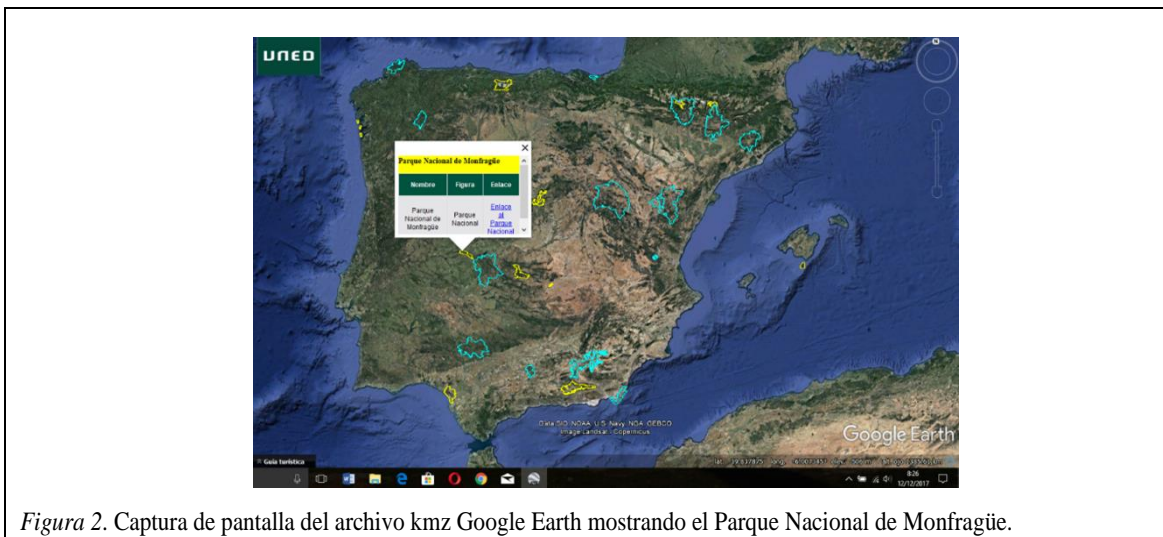 UNED
Parque Nacional de Monfragüe
Nombre Figura Enlace
Parque Nacional de Monfragüe
Parque Nacional
Enlace al Parque Nacional
Data SIO, NOAA, U.S. Navy, NGA, GEBCO
Image Landsat / Copernicus
Google Earth
Guía turística
8:26
12/12/2017
Figura 2. Captura de pantalla del archivo kmz Google Earth mostrando el Parque Nacional de Monfragüe.